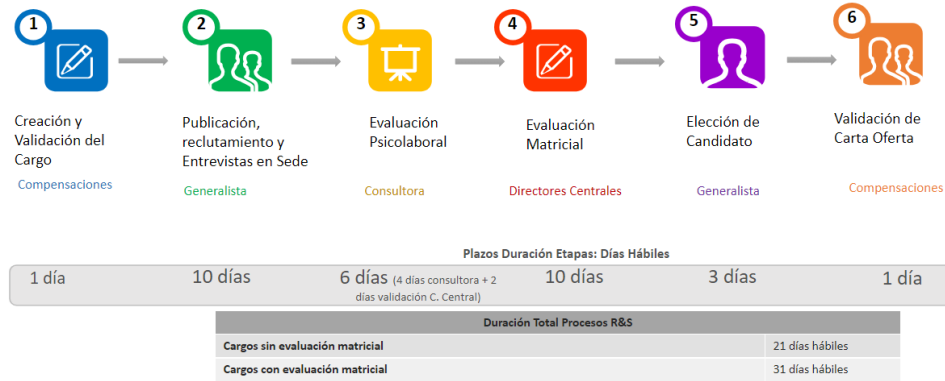 1
2
3
4
5
6
Creación y
Validación del
Cargo
Publicación,
reclutamiento y
Entrevistas en Sede
Evaluación
Psicolaboral
Evaluación
Matricial
Elección de
Candidato
Validación de
Carta Oferta
Compensaciones
Generalista
Consultora
Directores Centrales
Generalista
Compensaciones
Plazos Duración Etapas: Días Hábiles
1 día
10 días
6 días (4 días consultora + 2
días validación C. Central)
10 días
3 días
1 día
Duración Total Procesos R&S
Cargos sin evaluación matricial 21 días hábiles
Cargos con evaluación matricial 31 días hábiles